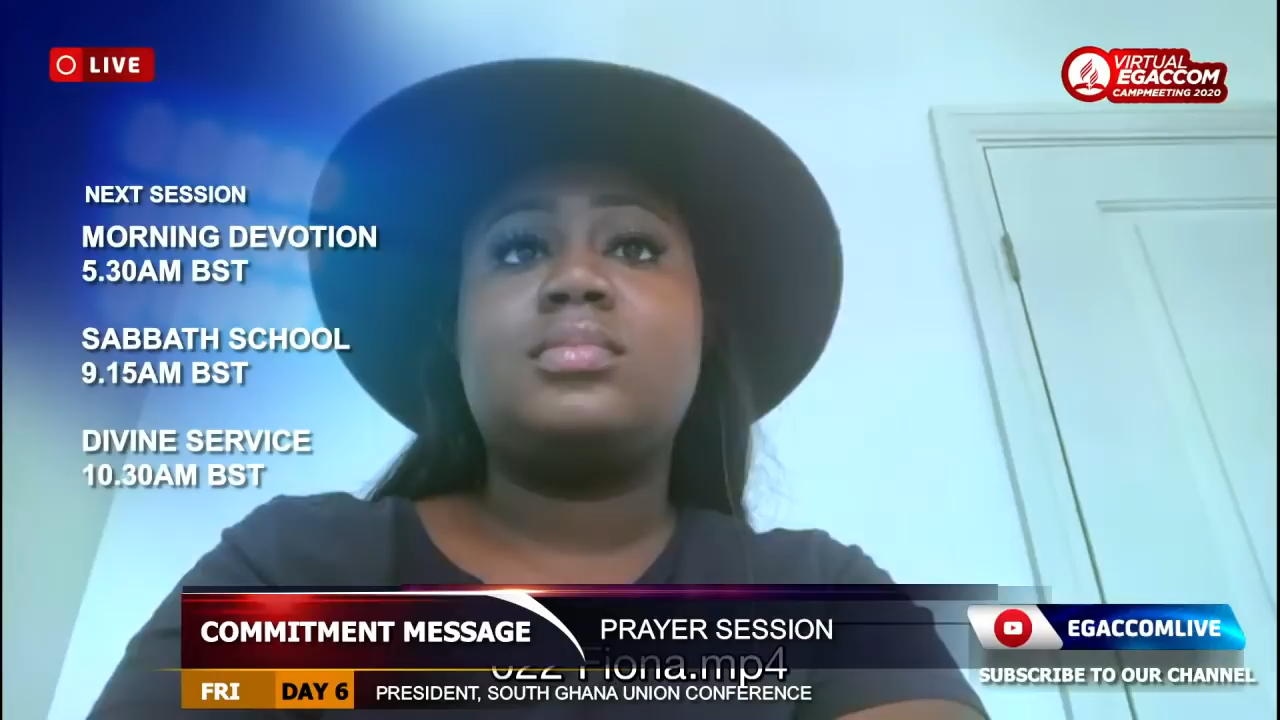 LIVE
VIRTUAL
EGACCOM
CAMPMEETING 2020
NEXT SESSION
MORNING DEVOTION
5.30AM BST
SABBATH SCHOOL
9.15AM BST
DIVINE SERVICE
10.30AM BST
COMMITMENT MESSAGE
PRAYER SESSION
EGACCOMLIVE
022 Fiona.mp4
SUBSCRIBE TO OUR CHANNEL
FRI
DAY 6
PRESIDENT, SOUTH GHANA UNION CONFERENCE